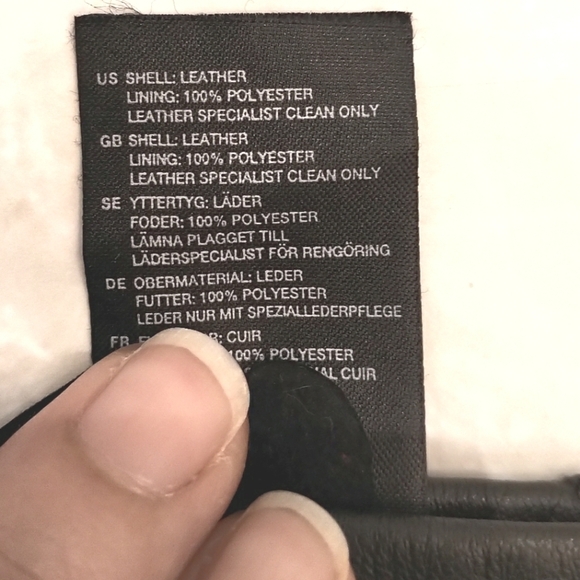 US SHELL: LEATHER
LINING: 100% POLYESTER
LEATHER SPECIALIST CLEAN ONLY
GB SHELL: LEATHER
LINING: 100% POLYESTER
LEATHER SPECIALIST CLEAN ONLY
SE YTTERTYG: LÄDER
FODER: 100% POLYESTER
LÄMNA PLAGGET TILL
LÄDERSPECIALIST FÖR RENGÖRING
DE OBERMATERIAL: LEDER
FUTTER: 100% POLYESTER
LEDER NUR MIT SPEZIALLEDERPFLEGE
FR CUIR
100% POLYESTER
CUIR